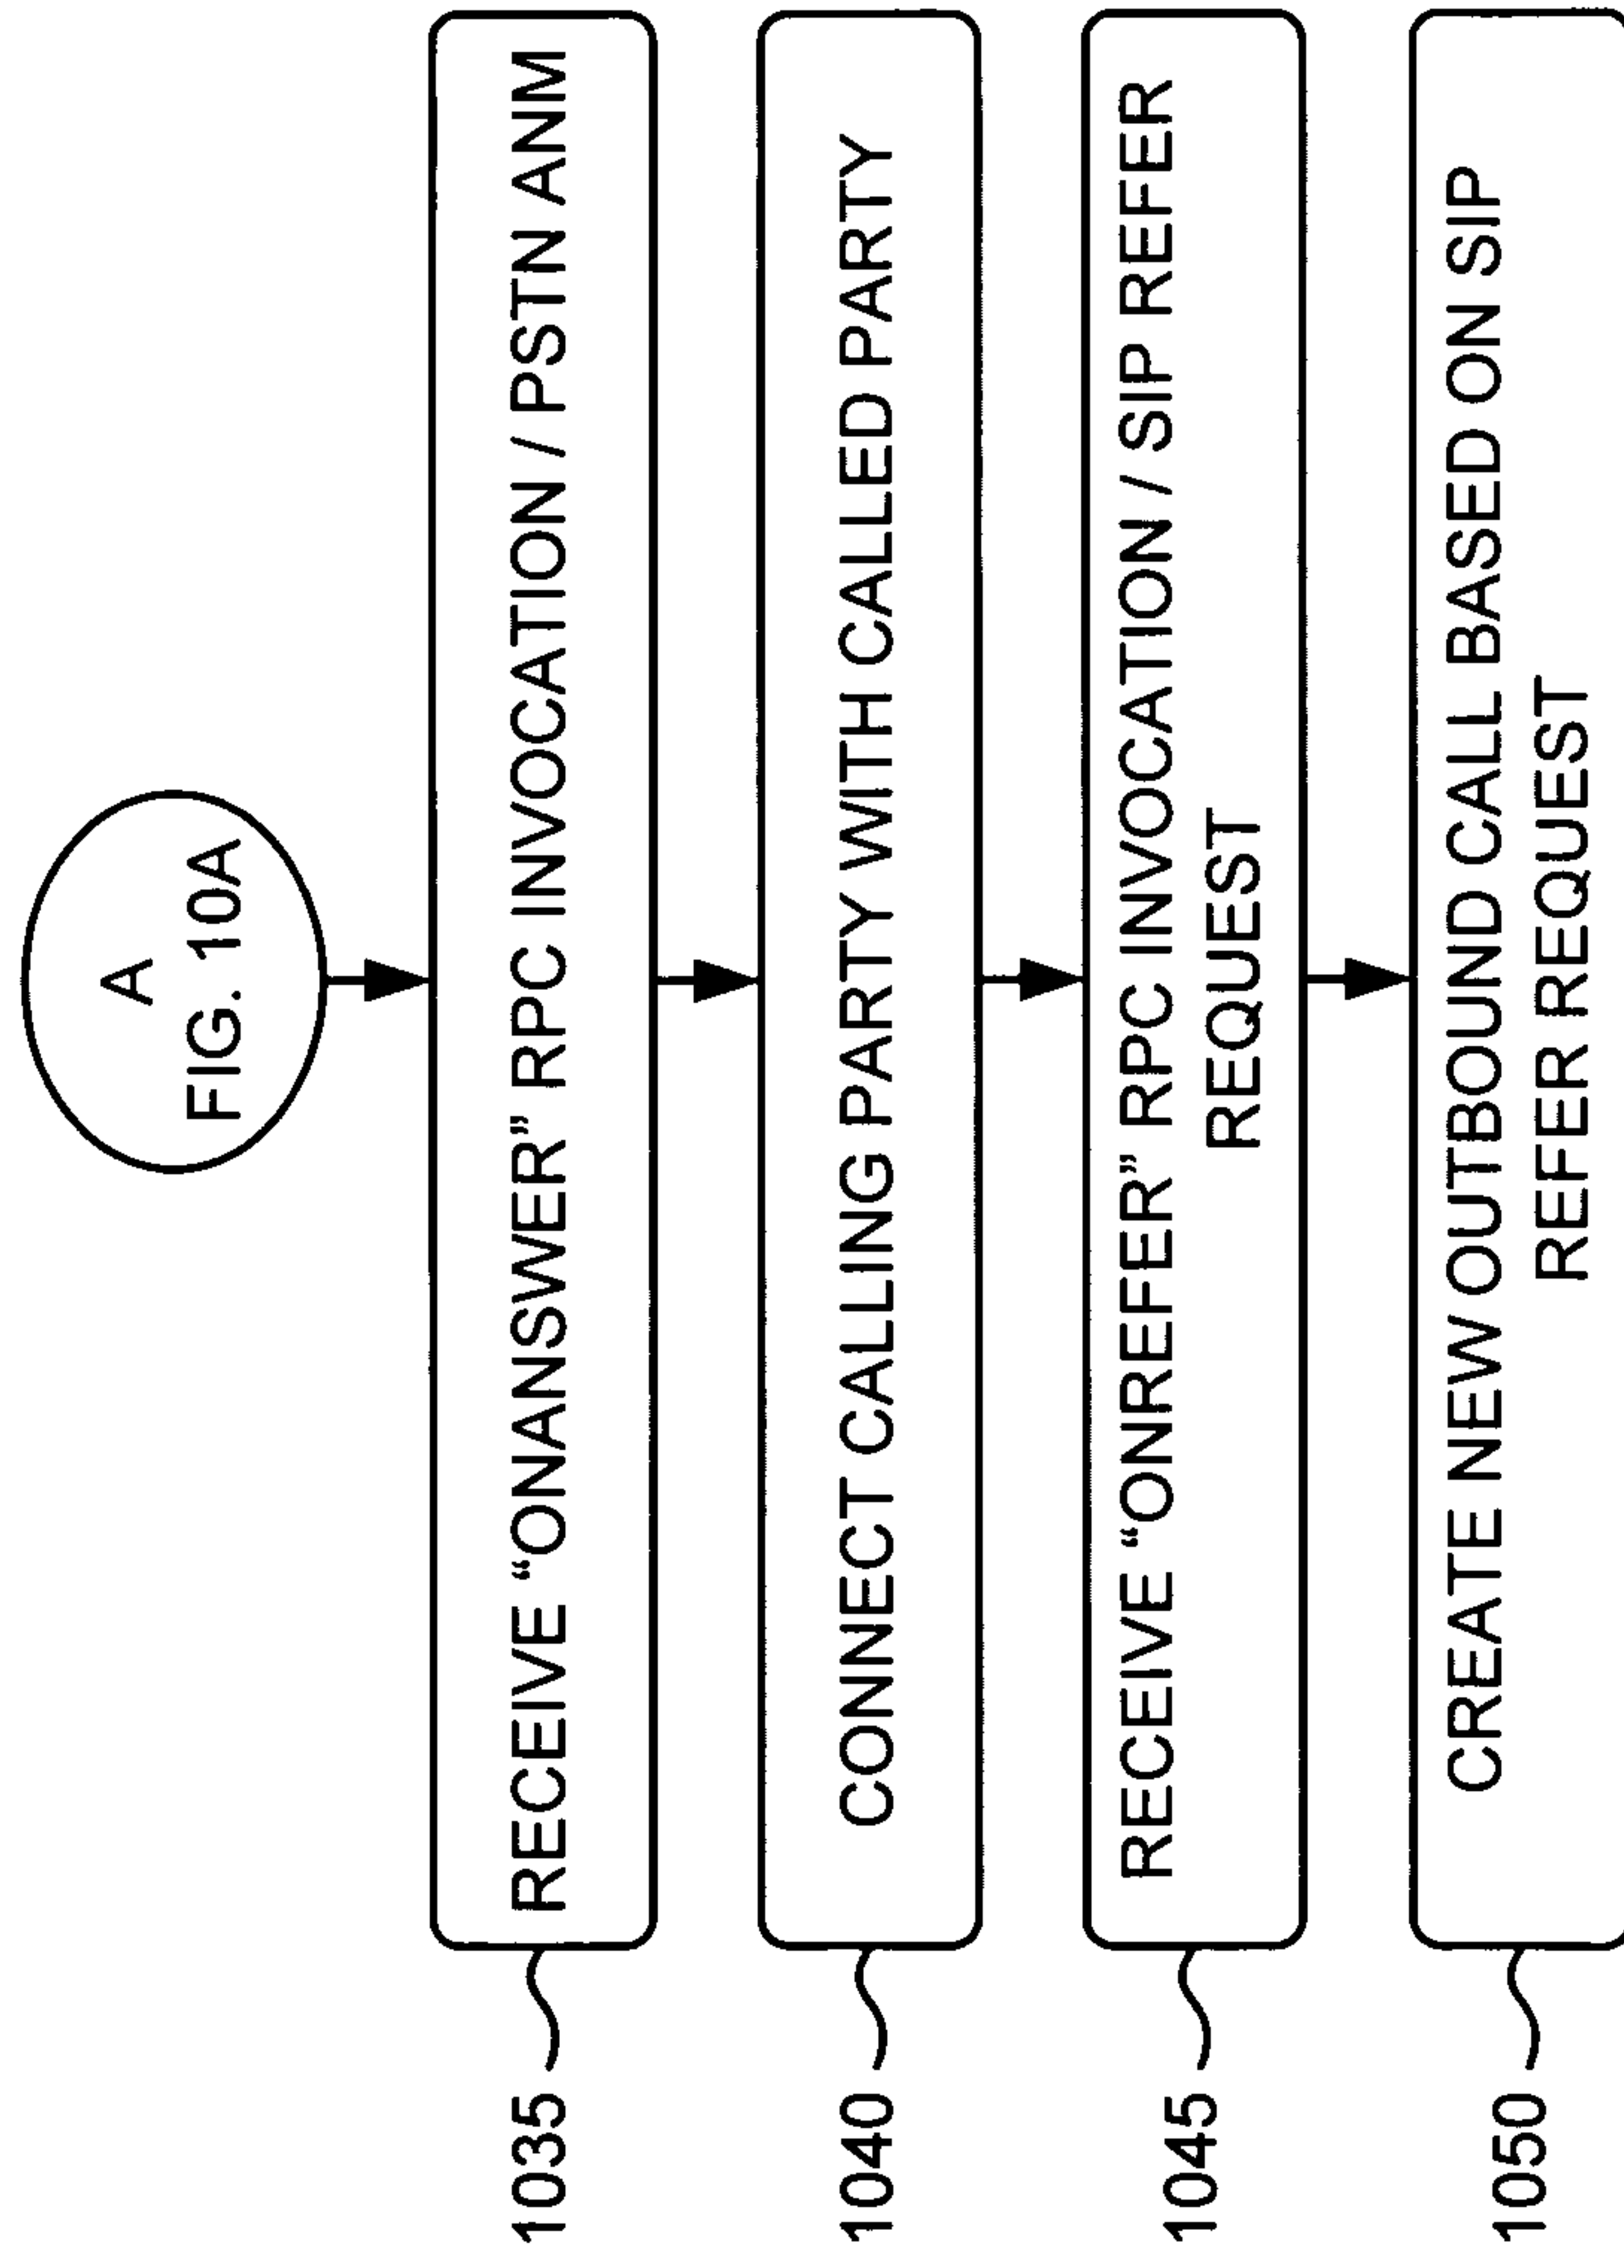 A
FIG. 10A
1035
RECEIVE “ONANSWER” RPC INVOCATION / PSTN ANM
1040
CONNECT CALLING PARTY WITH CALLED PARTY
1045
RECEIVE “ONREFER” RPC INVOCATION / SIP REFER
REQUEST
1050
CREATE NEW OUTBOUND CALL BASED ON SIP
REFER REQUEST